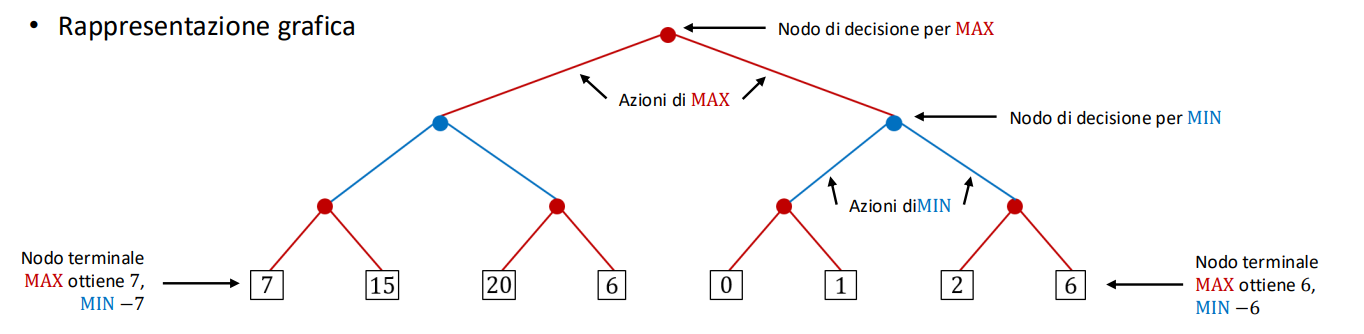 • Rappresentazione grafica
Nodo di decisione per MAX
Azioni di MAX
Nodo di decisione per MIN
Azioni diMIN
Nodo terminale
MAX ottiene 7,
MIN −7
7 15 20 6 0 1 2 6
Nodo terminale
MAX ottiene 6,
MIN −6